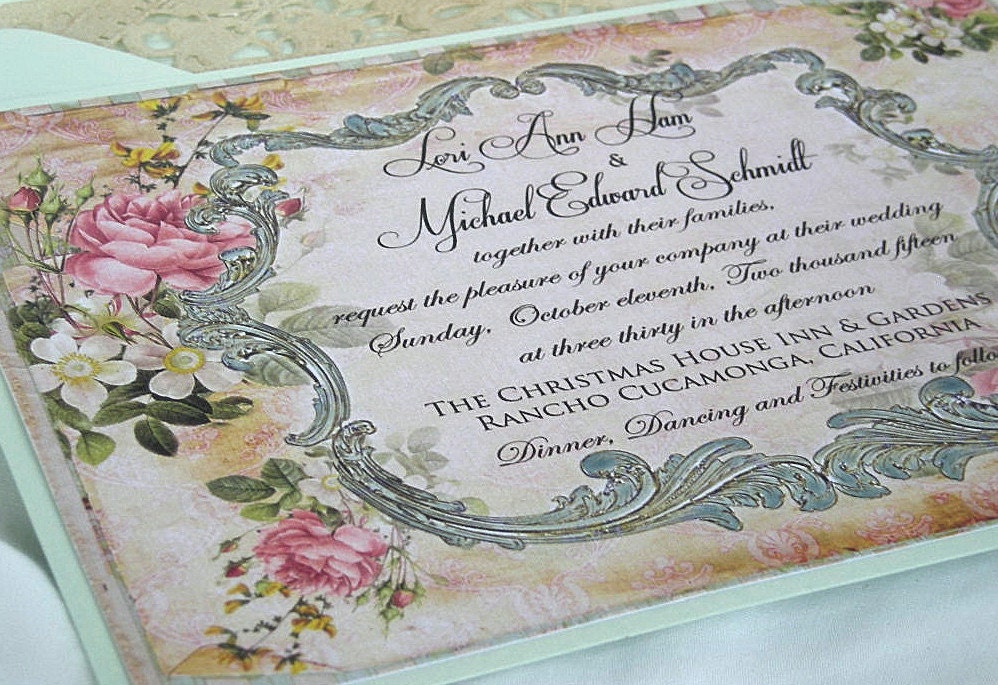 Lori Ann Ham
&
Michael Edward Schmidt
together with their families,
request the pleasure of your company at their wedding
Sunday, October eleventh, Two thousand fifteen
at three thirty in the afternoon
The Christmas House Inn & Gardens
Rancho Cucamonga, California
Dinner, Dancing and Festivities to follo